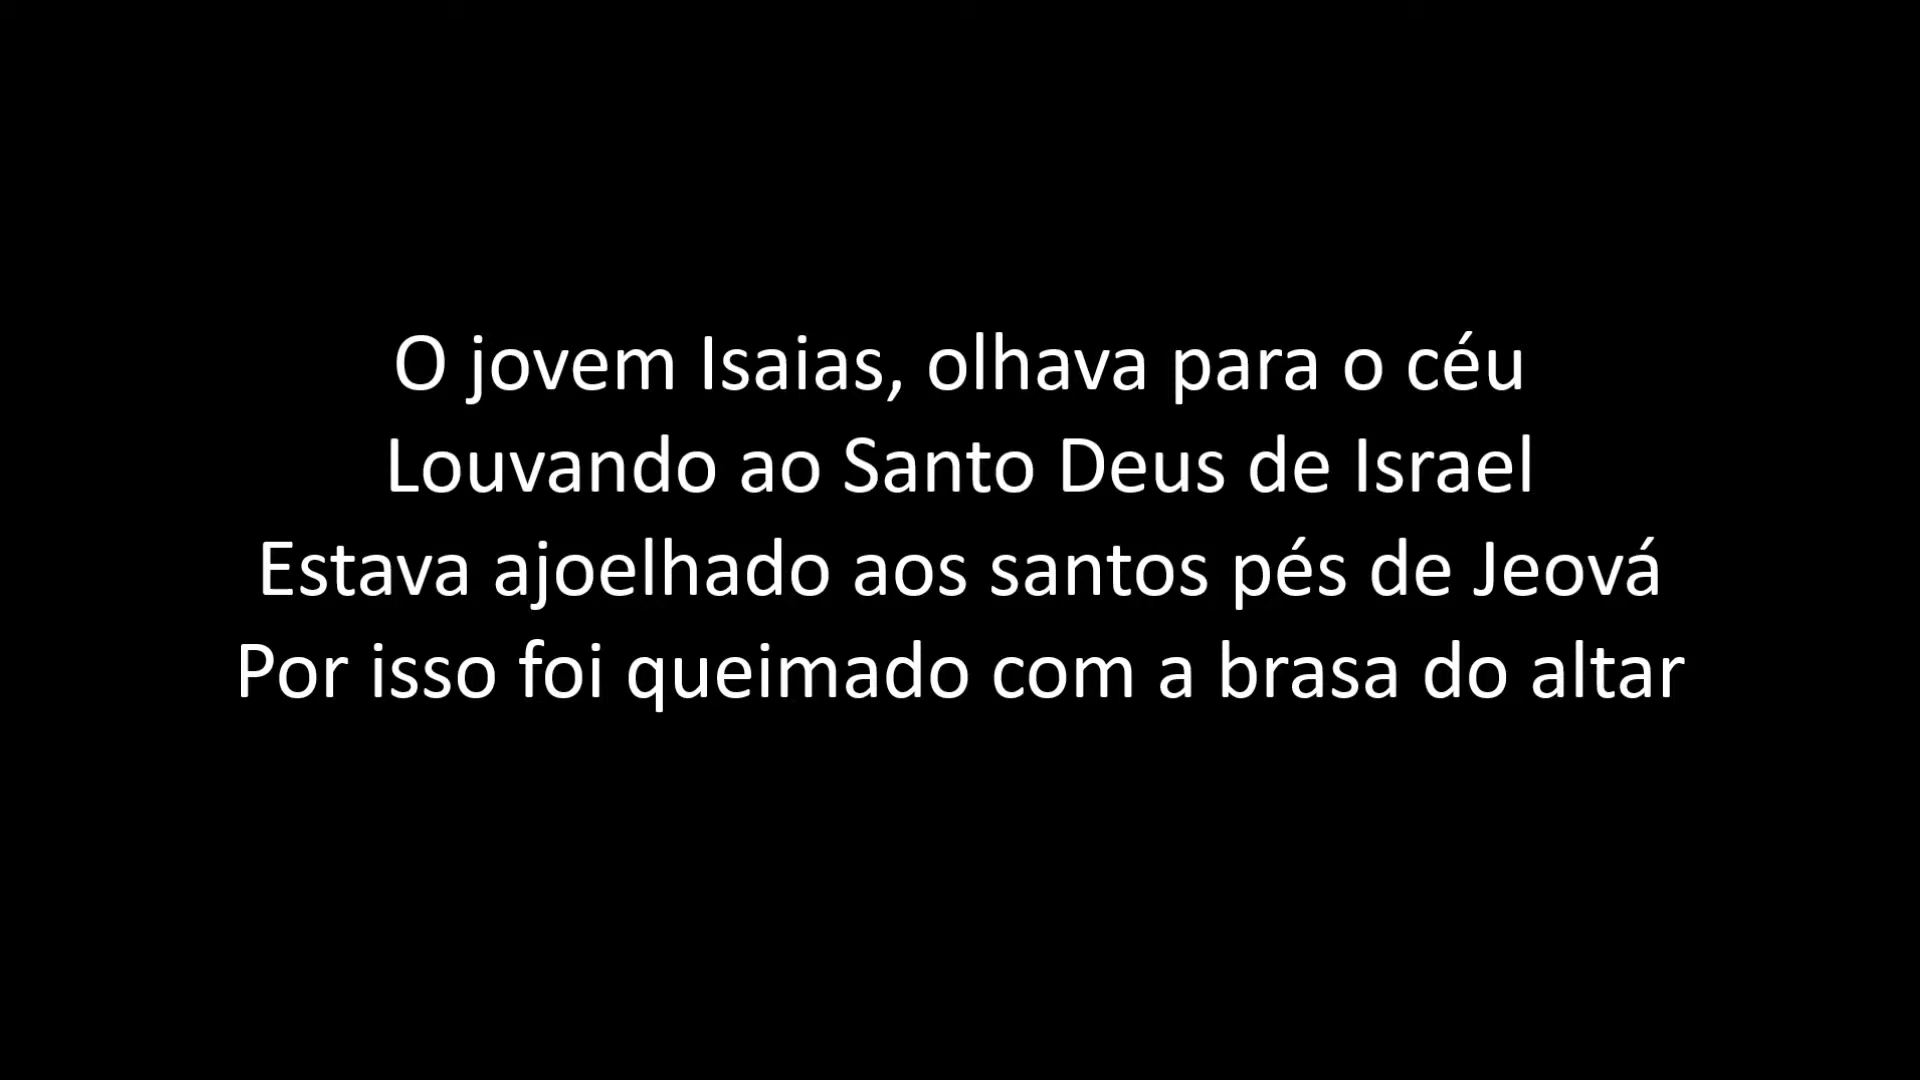 O jovem Isaias, olhava para o céu
Louvando ao Santo Deus de Israel
Estava ajoelhado aos santos pés de Jeová
Por isso foi queimado com a brasa do altar